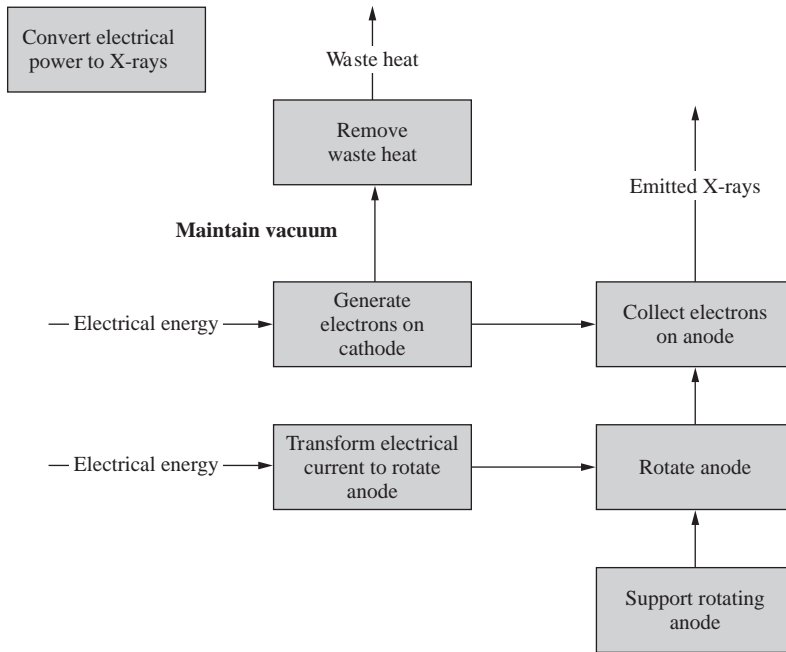 Convert electrical
power to X-rays
Waste heat
Remove
waste heat
Emitted X-rays
Maintain vacuum
Electrical energy
Generate
electrons on
cathode
Collect electrons
on anode
Electrical energy
Transform electrical
current to rotate
anode
Rotate anode
Support rotating
anode